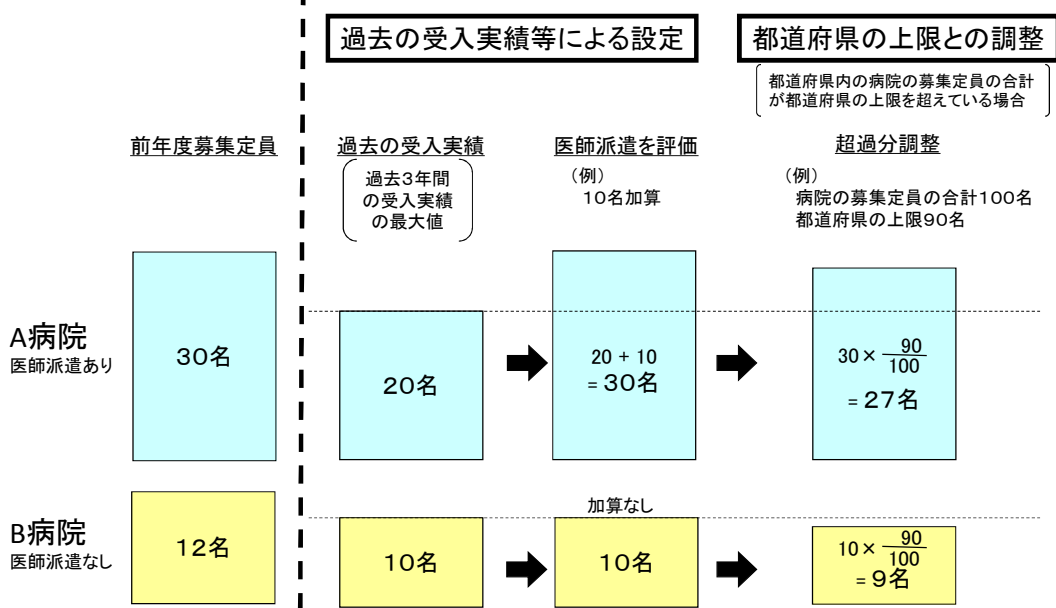 過去の受入実績等による設定
都道府県の上限との調整
都道府県内の病院の募集定員の合計
が都道府県の上限を超えている場合
前年度募集定員
過去の受入実績
医師派遣を評価
超過分調整
過去3年間
の受入実績
の最大値
(例)
10名加算
(例)
病院の募集定員の合計100名
都道府県の上限90名
A病院
医師派遣あり
30名
20名
20 + 10
= 30名
30× 90
100
= 27名
B病院
医師派遣なし
12名
10名
加算なし
10名
10× 90
100
= 9名